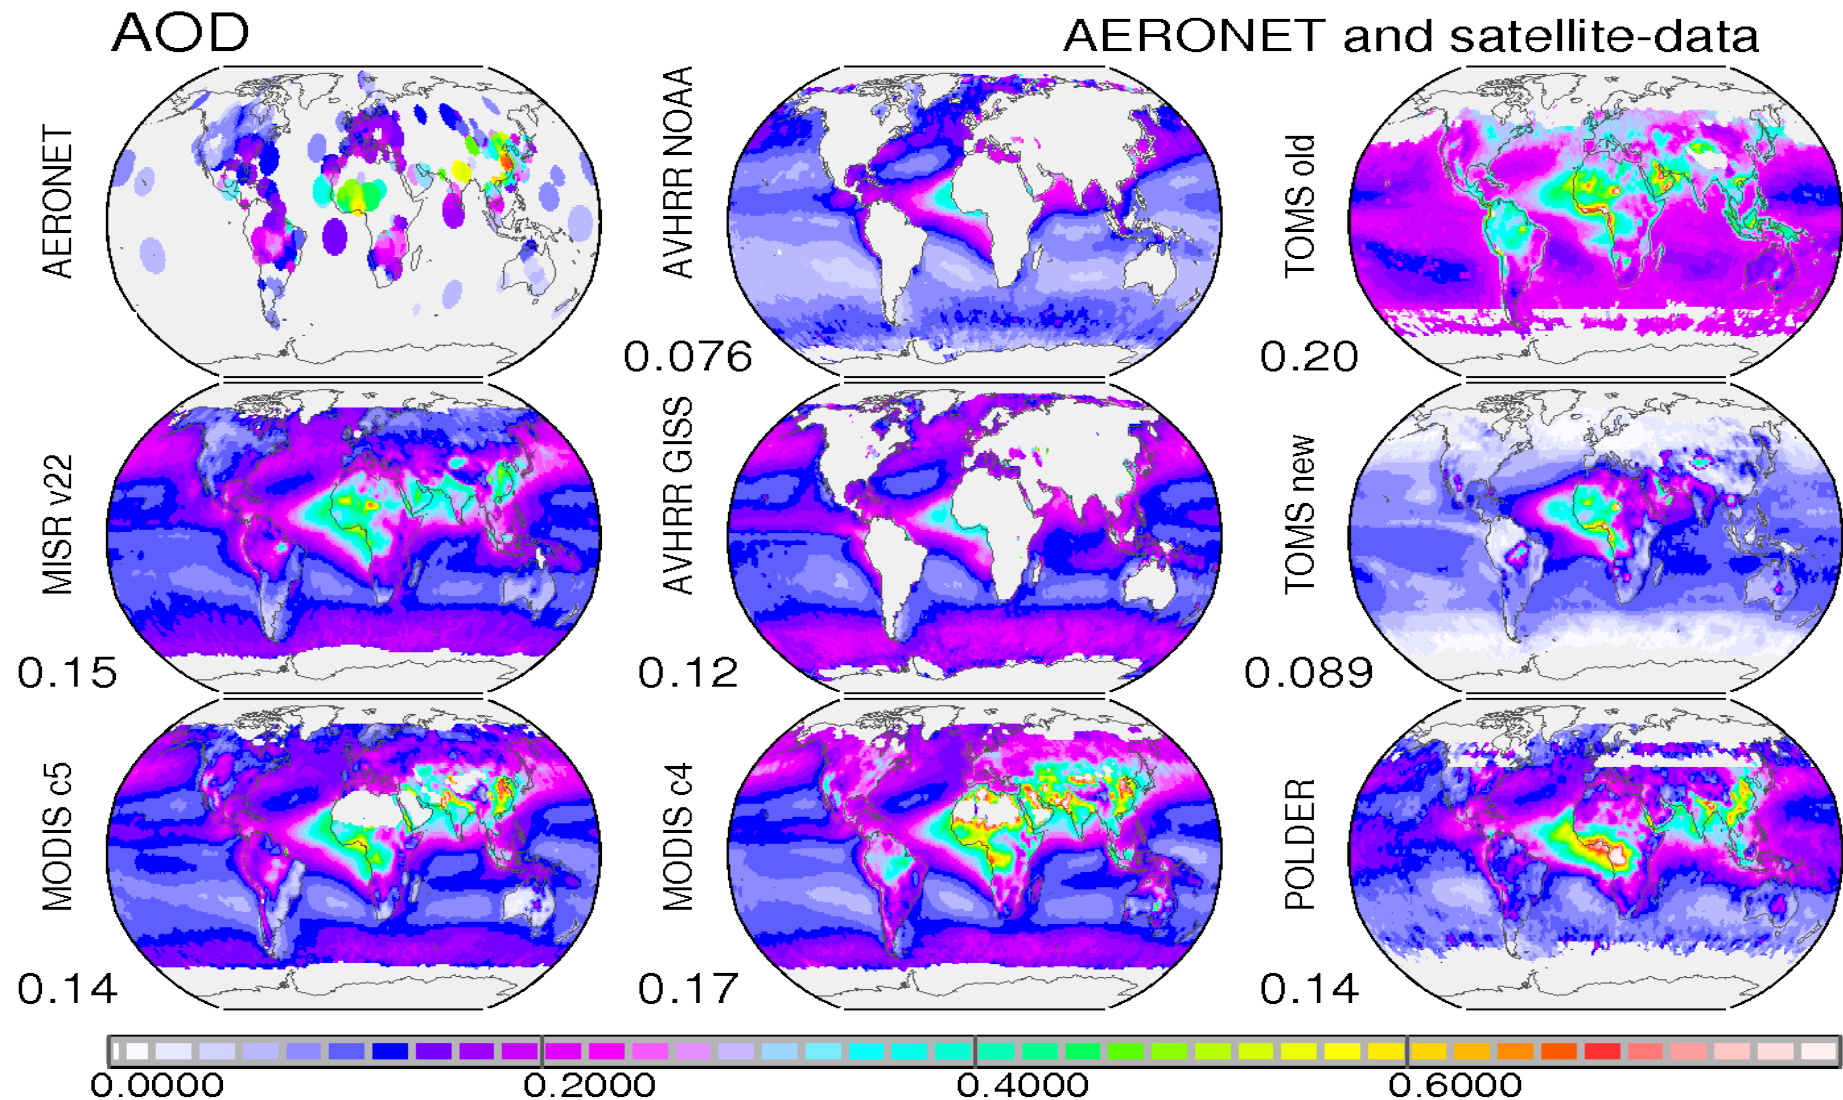 AOD
AERONET and satellite-data
AERONET
AVHRR NOAA
0.076
TOMS old
0.20
MISR v22
0.15
AVHRR GISS
0.12
TOMS new
0.089
MODIS c5
0.14
MODIS c4
0.17
POLDER
0.14
0.0000 0.2000 0.4000 0.6000